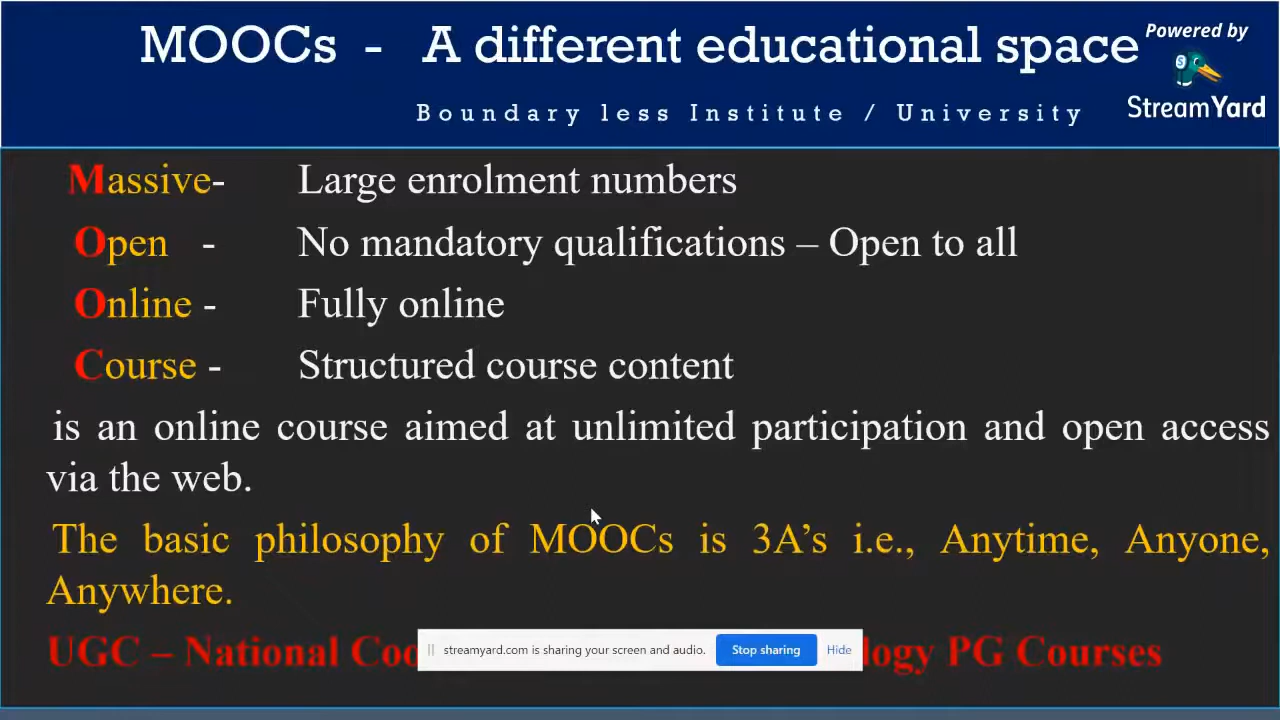 MOOCs - A different educational space
Powered by
StreamYard
Boundary less Institute / University
Massive- Large enrolment numbers
Open - No mandatory qualifications – Open to all
Online - Fully online
Course - Structured course content
is an online course aimed at unlimited participation and open access
via the web.
The basic philosophy of MOOCs is 3A’s i.e., Anytime, Anyone,
Anywhere.
UGC – National PG Courses
streamyard.com is sharing your screen and audio. Stop sharing Hide